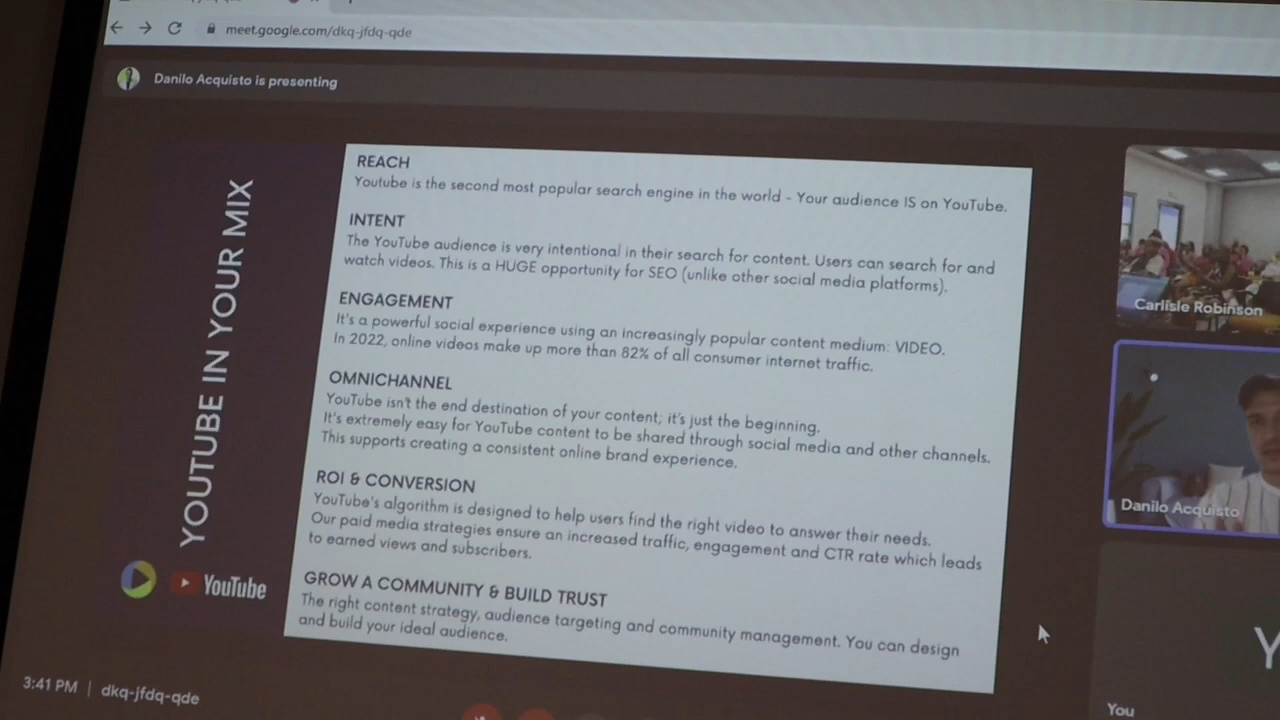 meet.google.com/dkq-jfdq-qde
Danilo Acquisto is presenting
YOUTUBE IN YOUR MIX
YouTube
REACH
Youtube is the second most popular search engine in the world - Your audience IS on YouTube.
INTENT
The YouTube audience is very intentional in their search for content. Users can search for and
watch videos. This is a HUGE opportunity for SEO (unlike other social media platforms).
ENGAGEMENT
It's a powerful social experience using an increasingly popular content medium: VIDEO.
In 2022, online videos make up more than 82% of all consumer internet traffic.
OMNICHANNEL
YouTube isn't the end destination of your content; it's just the beginning.
It's extremely easy for YouTube content to be shared through social media and other channels.
This supports creating a consistent online brand experience.
ROI & CONVERSION
YouTube's algorithm is designed to help users find the right video to answer their needs.
Our paid media strategies ensure an increased traffic, engagement and CTR rate which leads
to earned views and subscribers.
GROW A COMMUNITY & BUILD TRUST
The right content strategy, audience targeting and community management. You can design
and build your ideal audience.
Carlisle Robinson
Danilo Acquisto
Y
You
3:41 PM | dkq-jfdq-qde